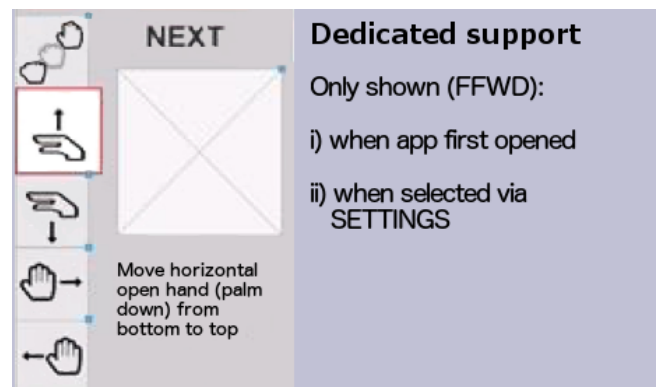 NEXT
Move horizontal
open hand (palm
down) from
bottom to top
Dedicated support
Only shown (FFWD):
i) when app first opened
ii) when selected via
SETTINGS